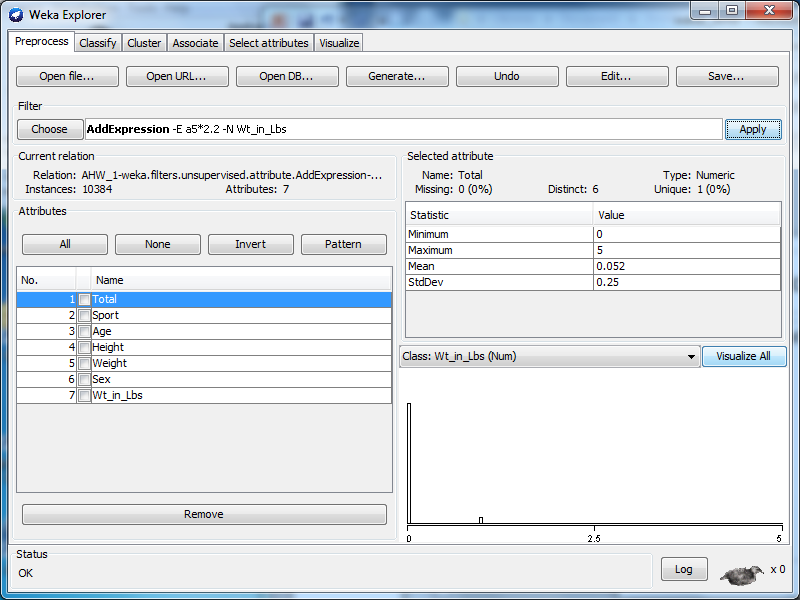 Weka Explorer
Preprocess Classify Cluster Associate Select attributes Visualize
Open file... Open URL... Open DB... Generate... Undo Edit... Save...
Filter
Choose AddExpression -E a5*2.2 -N Wt_in_Lbs Apply
Current relation
Relation: AHW_1-weka.filters.unsupervised.attribute.AddExpression-...
Instances: 10384 Attributes: 7
Attributes
All None Invert Pattern
No. Name
1 Total
2 Sport
3 Age
4 Height
5 Weight
6 Sex
7 Wt_in_Lbs
Remove
Selected attribute
Name: Total Type: Numeric
Missing: 0 (0%) Distinct: 6 Unique: 1 (0%)
Statistic Value
Minimum 0
Maximum 5
Mean 0.052
StdDev 0.25
Class: Wt_in_Lbs (Num) Visualize All
0 2.5 5
Status
OK
Log x 0